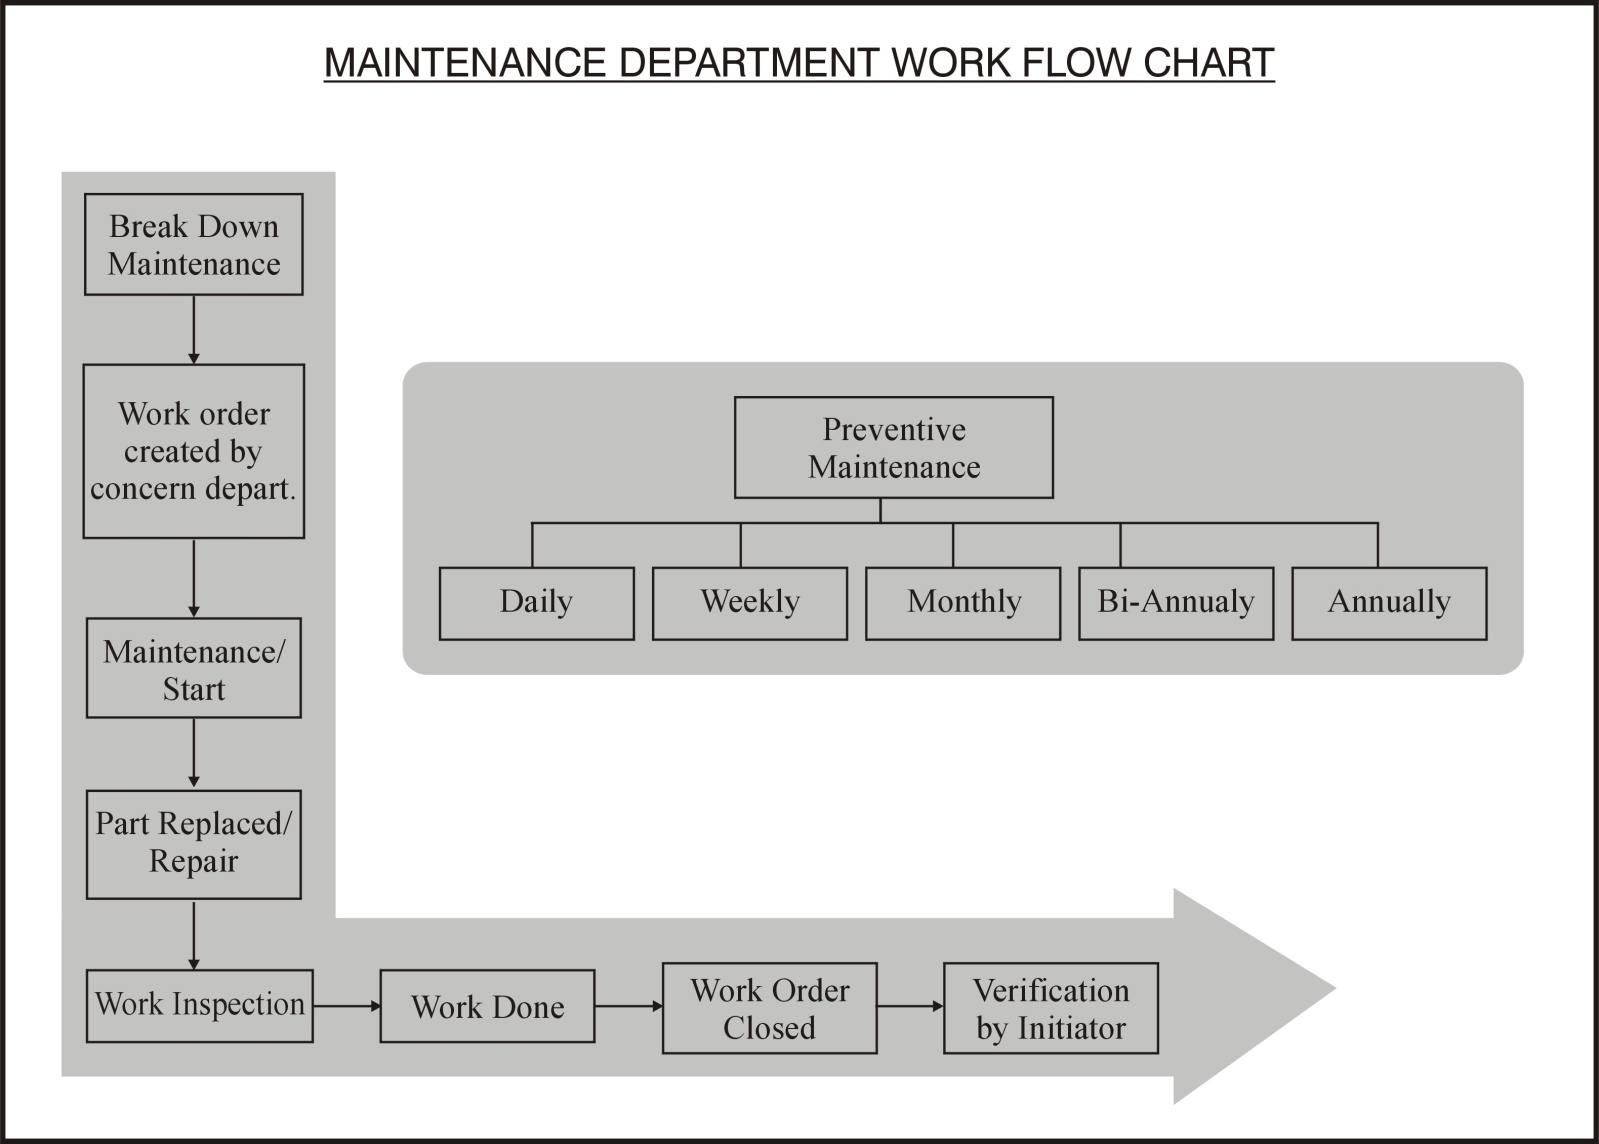 MAINTENANCE DEPARTMENT WORK FLOW CHART
Break Down
Maintenance
Work order
created by
concern depart.
Maintenance/
Start
Part Replaced/
Repair
Work Inspection
Work Done
Work Order
Closed
Verification
by Initiator
Preventive
Maintenance
Daily
Weekly
Monthly
Bi-Annualy
Annually